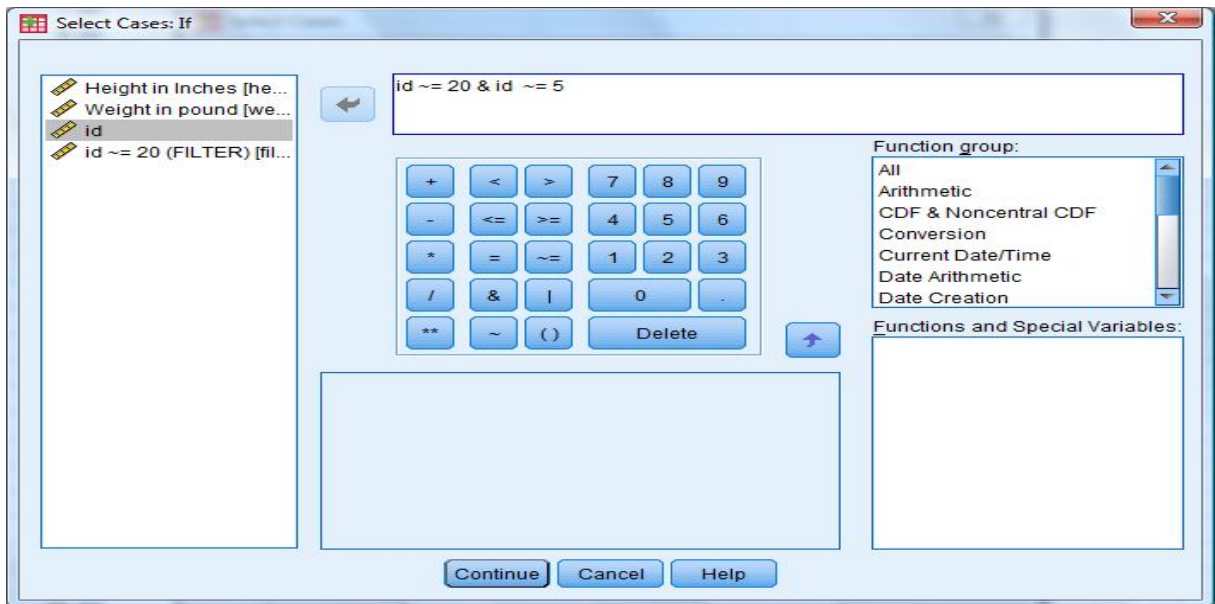 Select Cases: If
Height in Inches [he...
Weight in pound [we...
id
id ~= 20 (FILTER) [fil...
id ~= 20 & id ~= 5
+ < > 7 8 9
- <= >= 4 5 6
* = ~= 1 2 3
/ & | 0 .
** ~ ( ) Delete
Function group:
All
Arithmetic
CDF & Noncentral CDF
Conversion
Current Date/Time
Date Arithmetic
Date Creation
Functions and Special Variables:
Continue Cancel Help